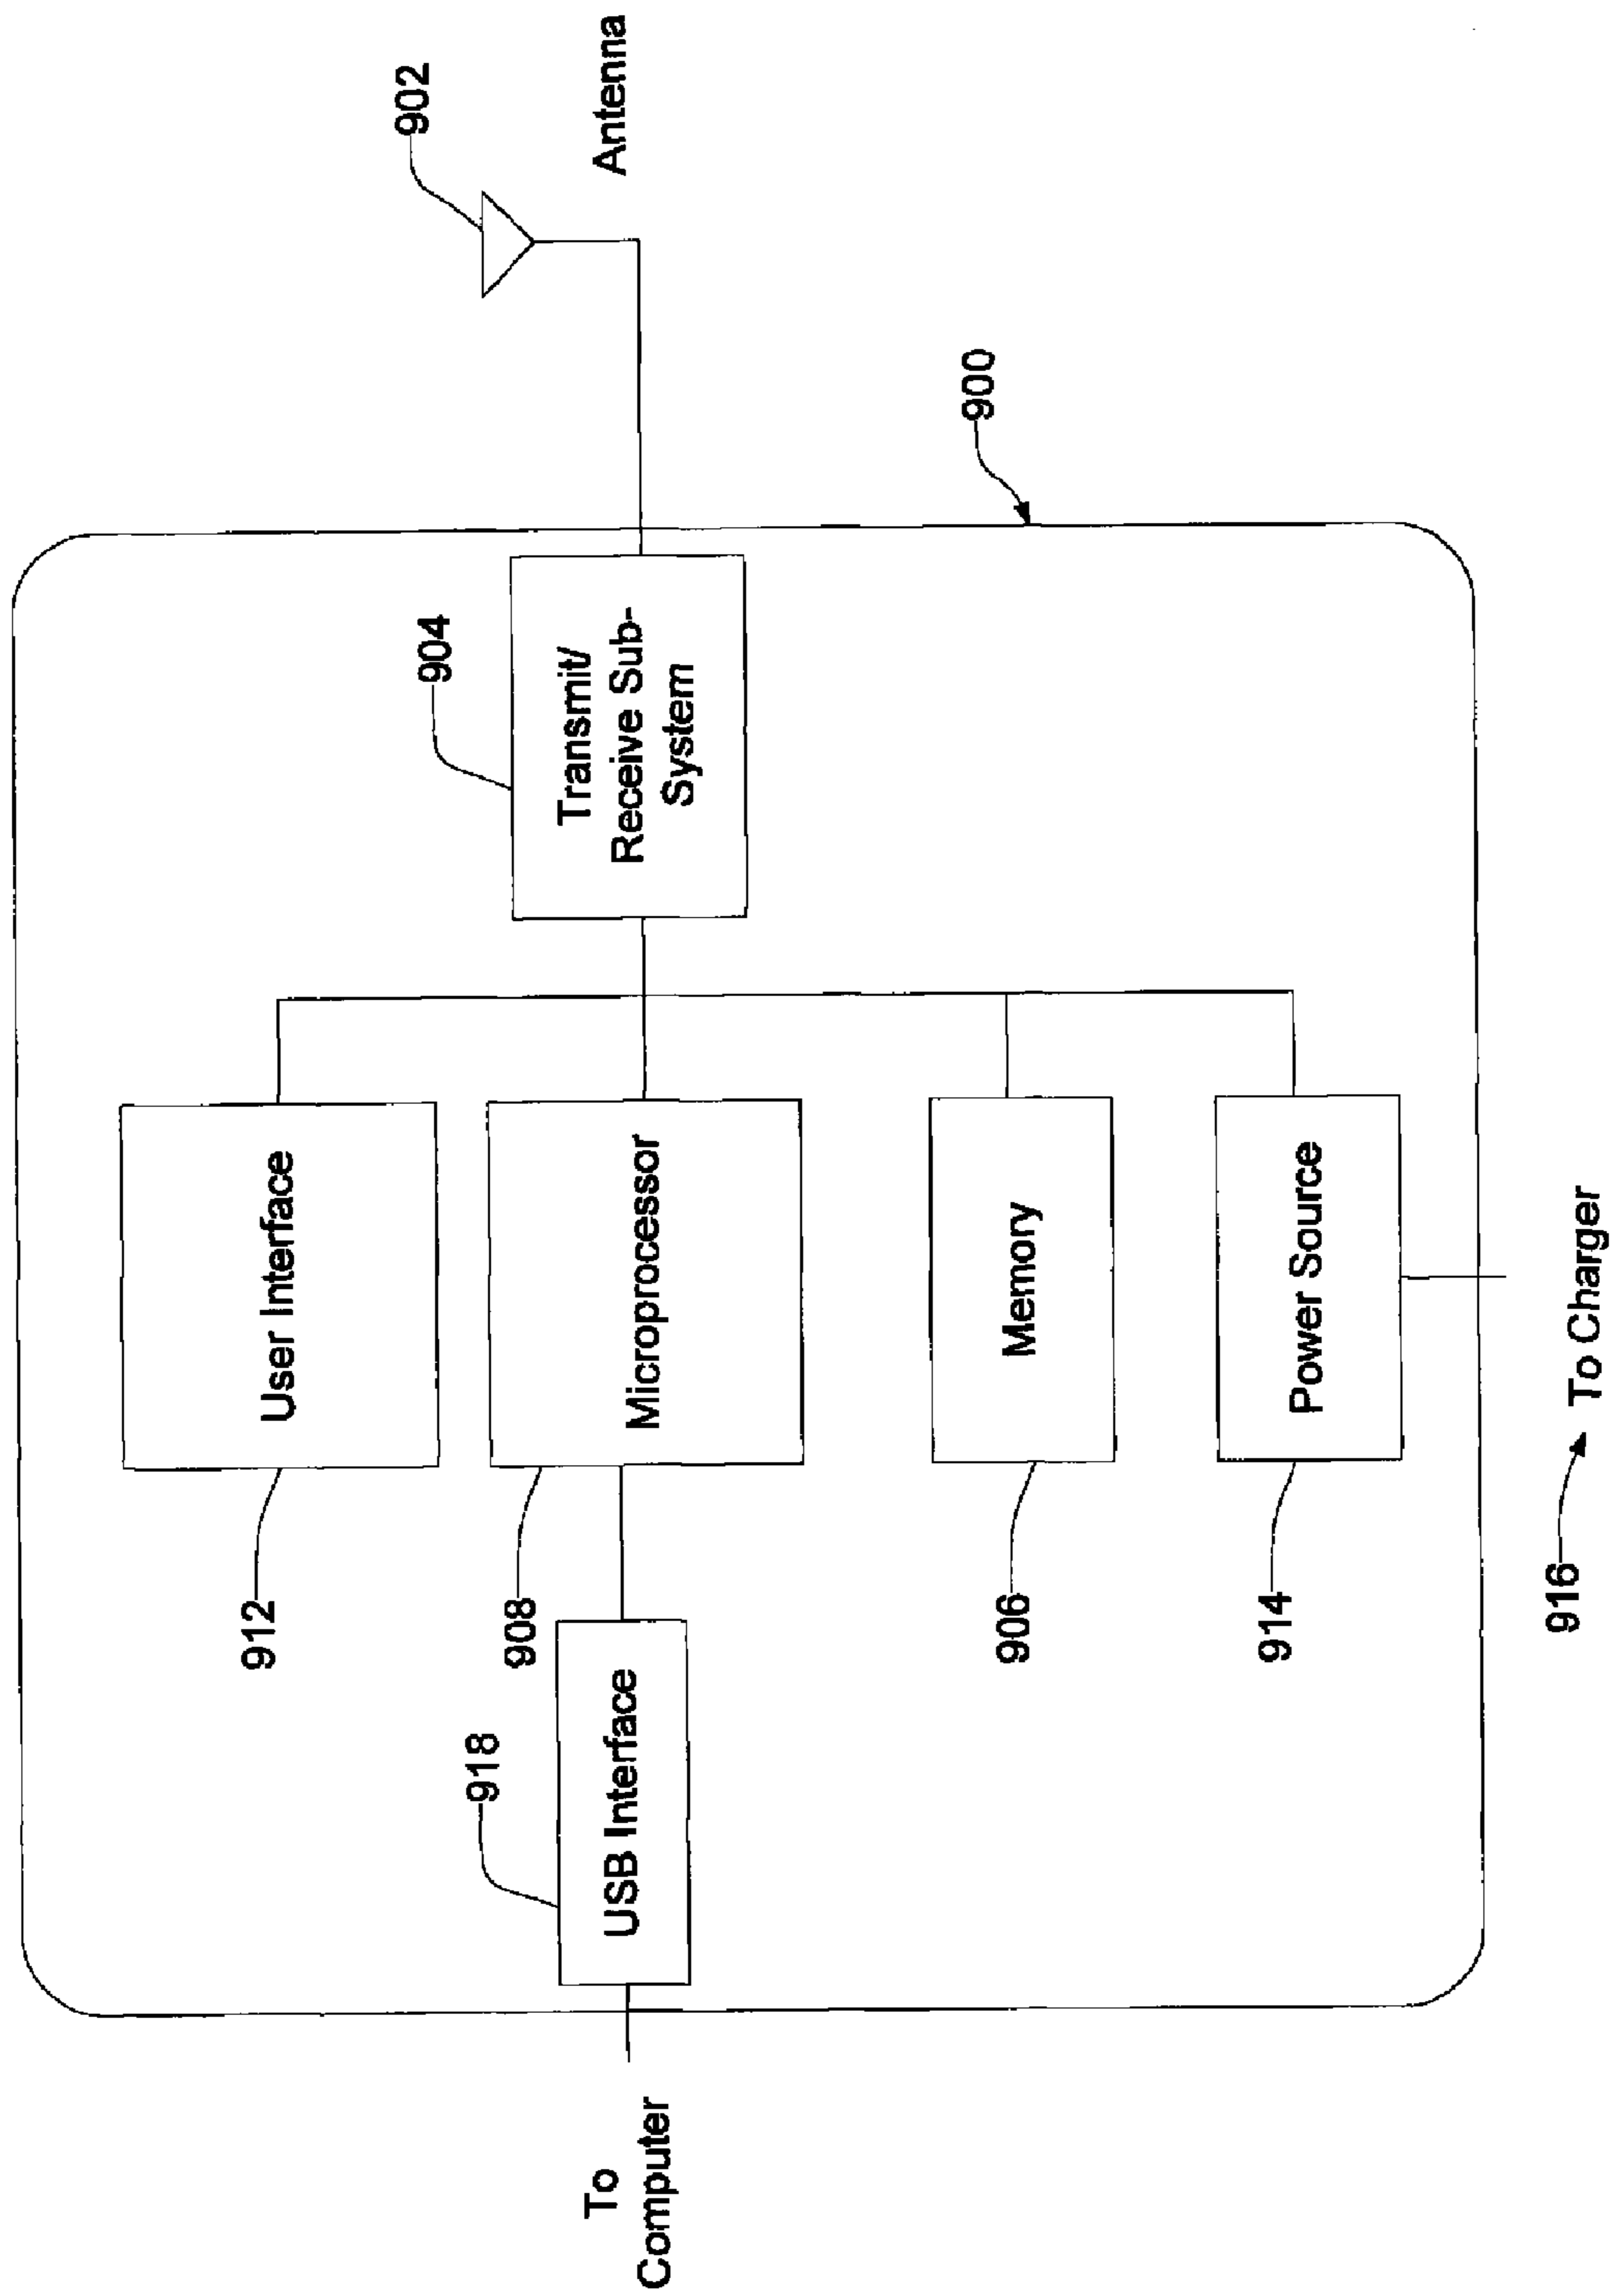 902
Antenna
900
904
Transmit/
Receive Sub-
System
User Interface
912
Microprocessor
908
Memory
906
Power Source
914
918
USB Interface
To
Computer
916
To Charger